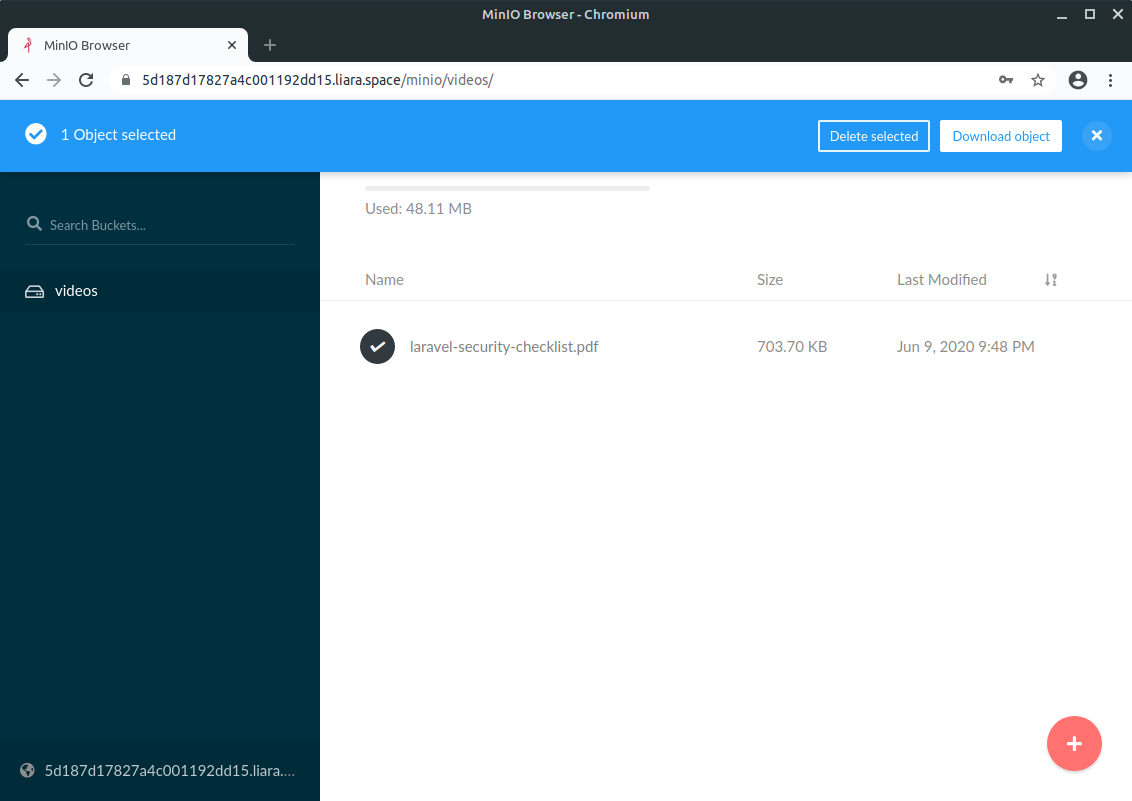 MinIO Browser - Chromium
MinIO Browser
5d187d17827a4c001192dd15.liara.space/minio/videos/
1 Object selected
Delete selected
Download object
Search Buckets...
videos
Used: 48.11 MB
Name Size Last Modified
laravel-security-checklist.pdf 703.70 KB Jun 9, 2020 9:48 PM
5d187d17827a4c001192dd15.liara....